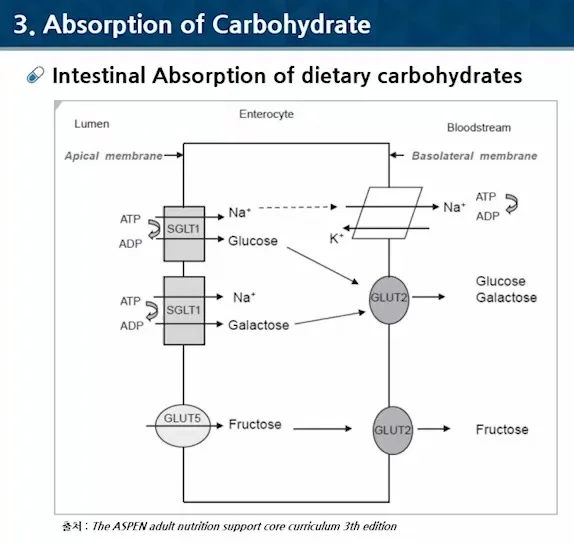 3. Absorption of Carbohydrate
Intestinal Absorption of dietary carbohydrates
Lumen
Enterocyte
Bloodstream
Apical membrane
Basolateral membrane
ATP
ADP
SGLT1
Na⁺
Glucose
K⁺
Na⁺
ATP
ADP
ATP
ADP
SGLT1
Na⁺
Galactose
GLUT2
Glucose
Galactose
GLUT5
Fructose
GLUT2
Fructose
출처 : The ASPEN adult nutrition support core curriculum 3th edition